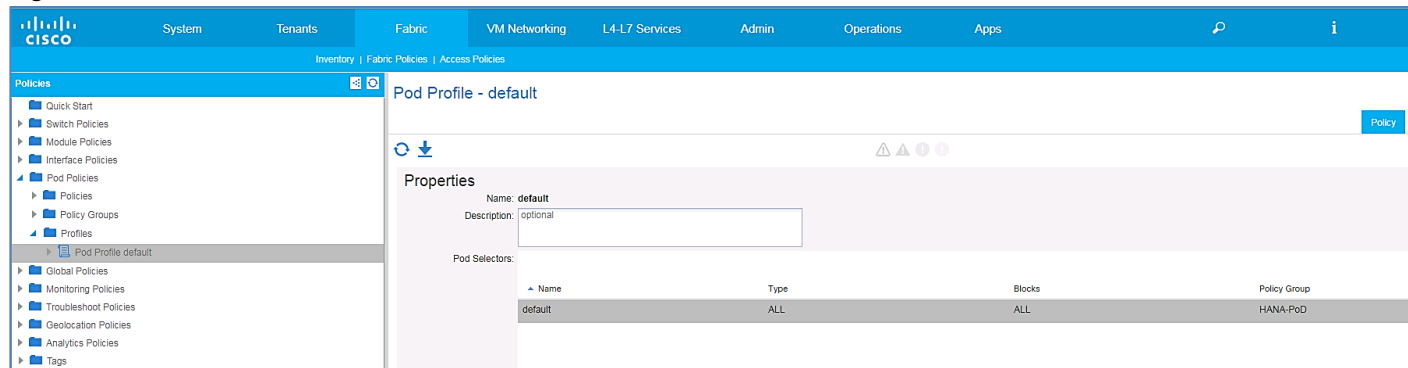 CISCO
System Tenants Fabric VM Networking L4-L7 Services Admin Operations Apps i
Inventory | Fabric Policies | Access Policies
Policies
Quick Start
Switch Policies
Module Policies
Interface Policies
Pod Policies
Policies
Policy Groups
Profiles
Pod Profile default
Global Policies
Monitoring Policies
Troubleshoot Policies
Geolocation Policies
Analytics Policies
Tags
Pod Profile - default
Policy
Properties
Name: default
Description: optional
Pod Selectors:
Name Type Blocks Policy Group
default ALL ALL HANA-PoD